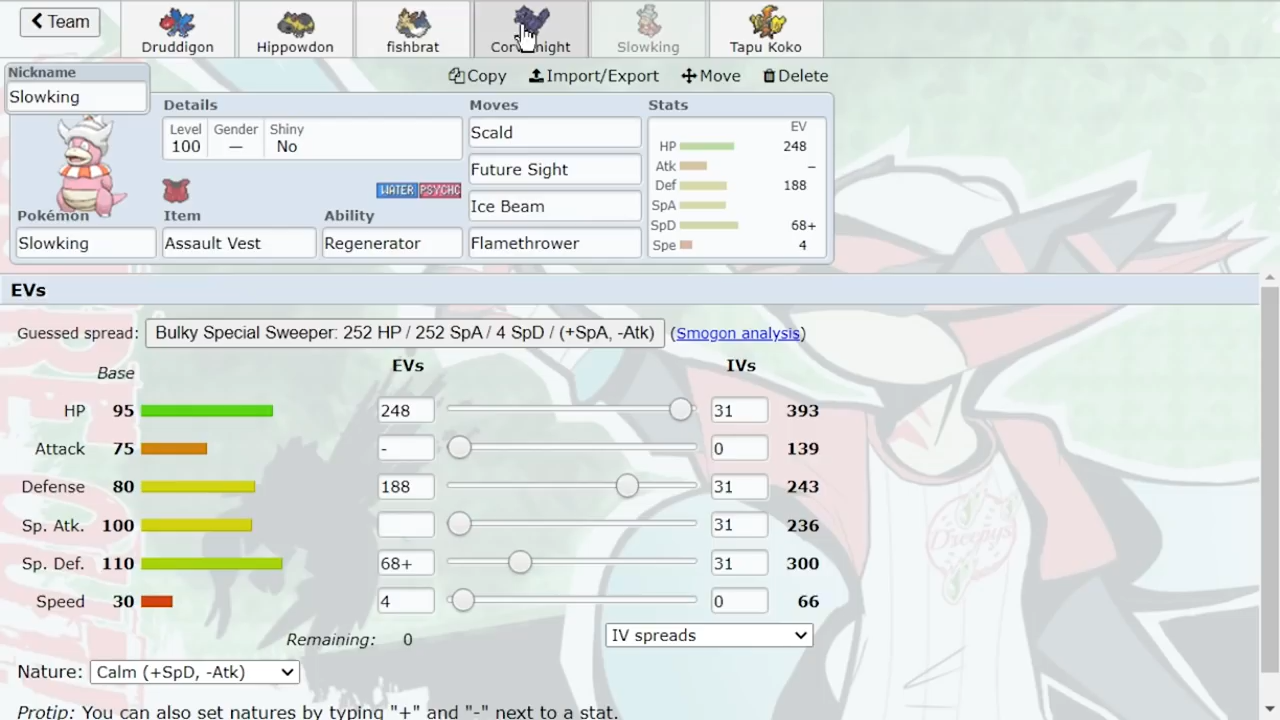 Team
Druddigon
Hippowdon
fishbrat
Slowking
Tapu Koko
Nickname
Slowking
Copy
Import/Export
Move
Delete
Details
Moves
Stats
Level
Gender
Shiny
100
—
No
Scald
Future Sight
Ice Beam
Flamethrower
EV
HP 248
Atk –
Def 188
SpA
SpD 68+
Spe 4
WATER PSYCHC
Pokémon
Item
Ability
Slowking
Assault Vest
Regenerator
EVs
Guessed spread: Bulky Special Sweeper: 252 HP / 252 SpA / 4 SpD / (+SpA, -Atk) (Smogon analysis)
Base EVs IVs
HP 95 248 31 393
Attack 75 - 0 139
Defense 80 188 31 243
Sp. Atk. 100 31 236
Sp. Def. 110 68+ 31 300
Speed 30 4 0 66
Remaining: 0
IV spreads
Nature: Calm (+SpD, -Atk)
Protip: You can also set natures by typing "+" and "-" next to a stat.
Dreepys